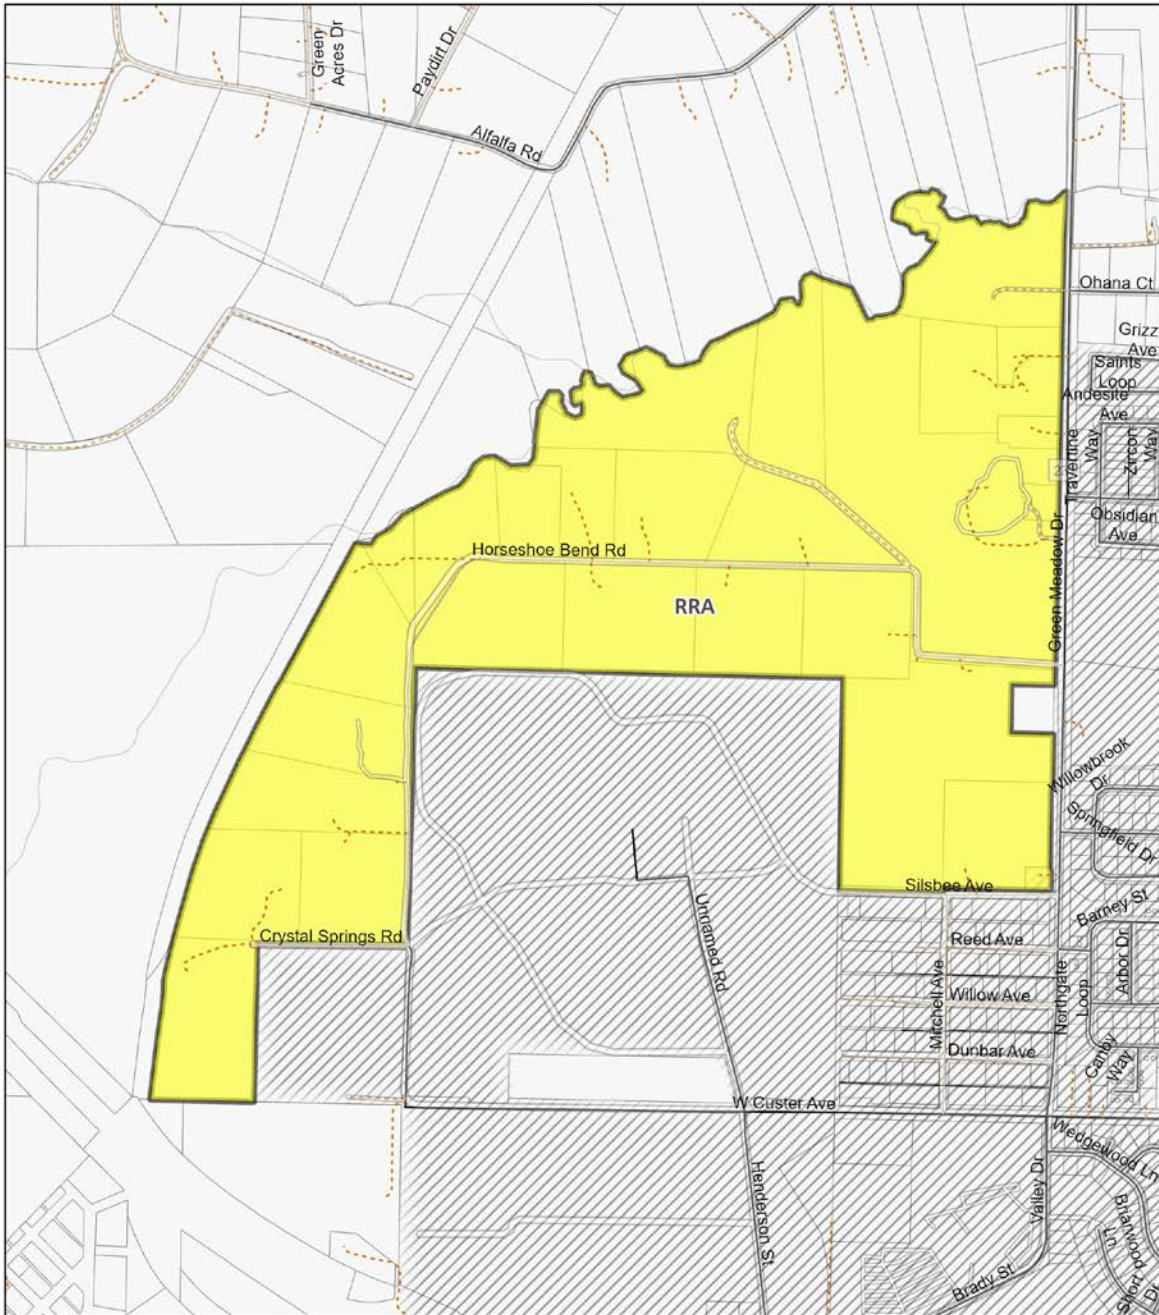 Green
Acres Dr
Paydirt Dr
Alfalfa Rd
Ohana Ct
Grizz
Ave
Saints
Loop
Andesite
Ave
Travertine
Way
Zircon
Way
Obsidian
Ave
Horseshoe Bend Rd
Green Meadow Dr
RRA
Willowbrook
Dr
Springfield Dr
Silsbee Ave
Barney St
Crystal Springs Rd
Unnamed Rd
Reed Ave
Arbor Dr
Mitchell Ave
Willow Ave
Northgate
Loop
Dunbar Ave
Canby
Way
W Custer Ave
Wedgewood Ln
Henderson St
Valley Dr
Briarwood
Ln
Brady St
Dr